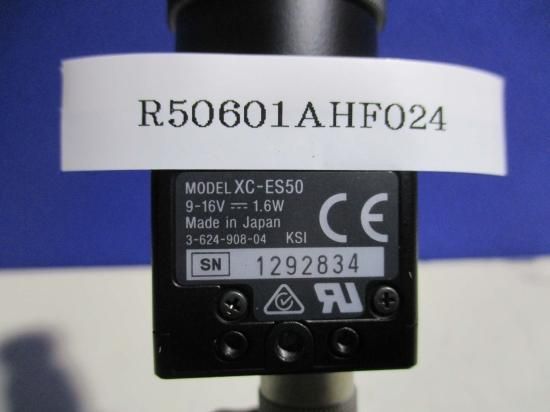 R50601AHF024
MODEL XC-ES50
9-16V ⎓ 1.6W
Made in Japan
3-624-908-04 KSI
CE
SN 1292834